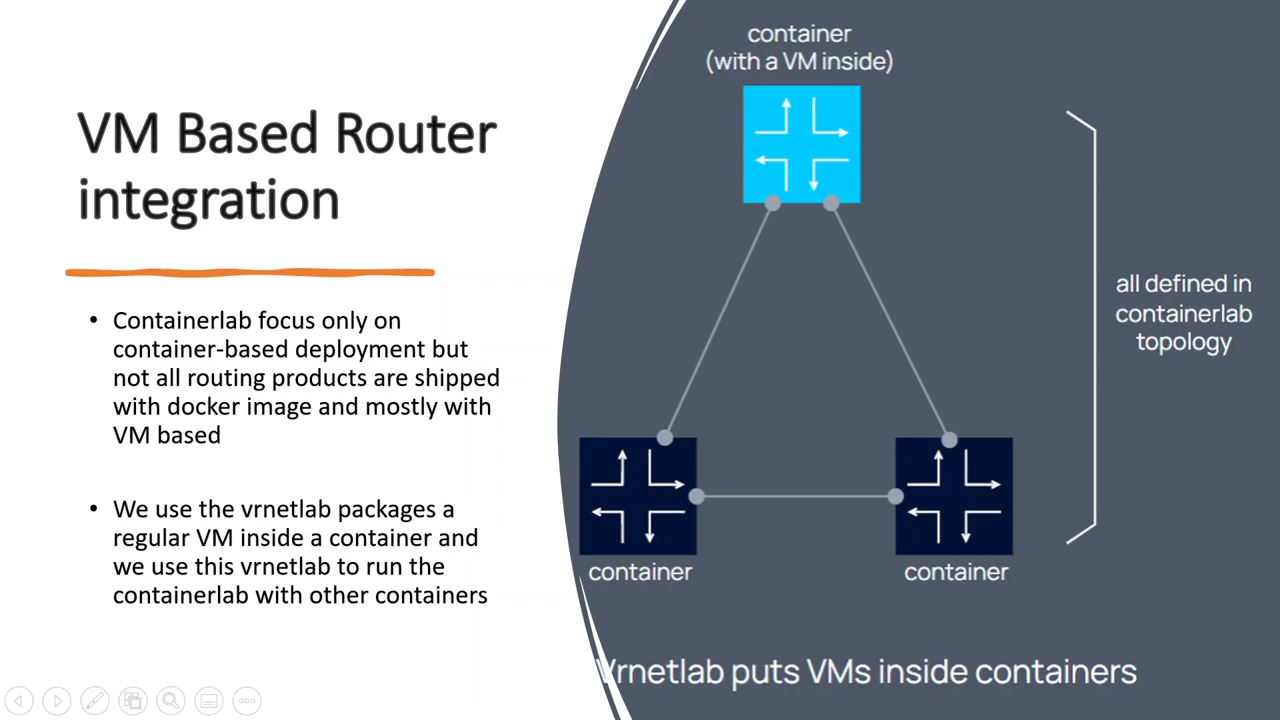 VM Based Router
integration
• Containerlab focus only on
container-based deployment but
not all routing products are shipped
with docker image and mostly with
VM based
• We use the vrnetlab packages a
regular VM inside a container and
we use this vrnetlab to run the
containerlab with other containers
container
(with a VM inside)
all defined in
containerlab
topology
container
container
Vrnetlab puts VMs inside containers